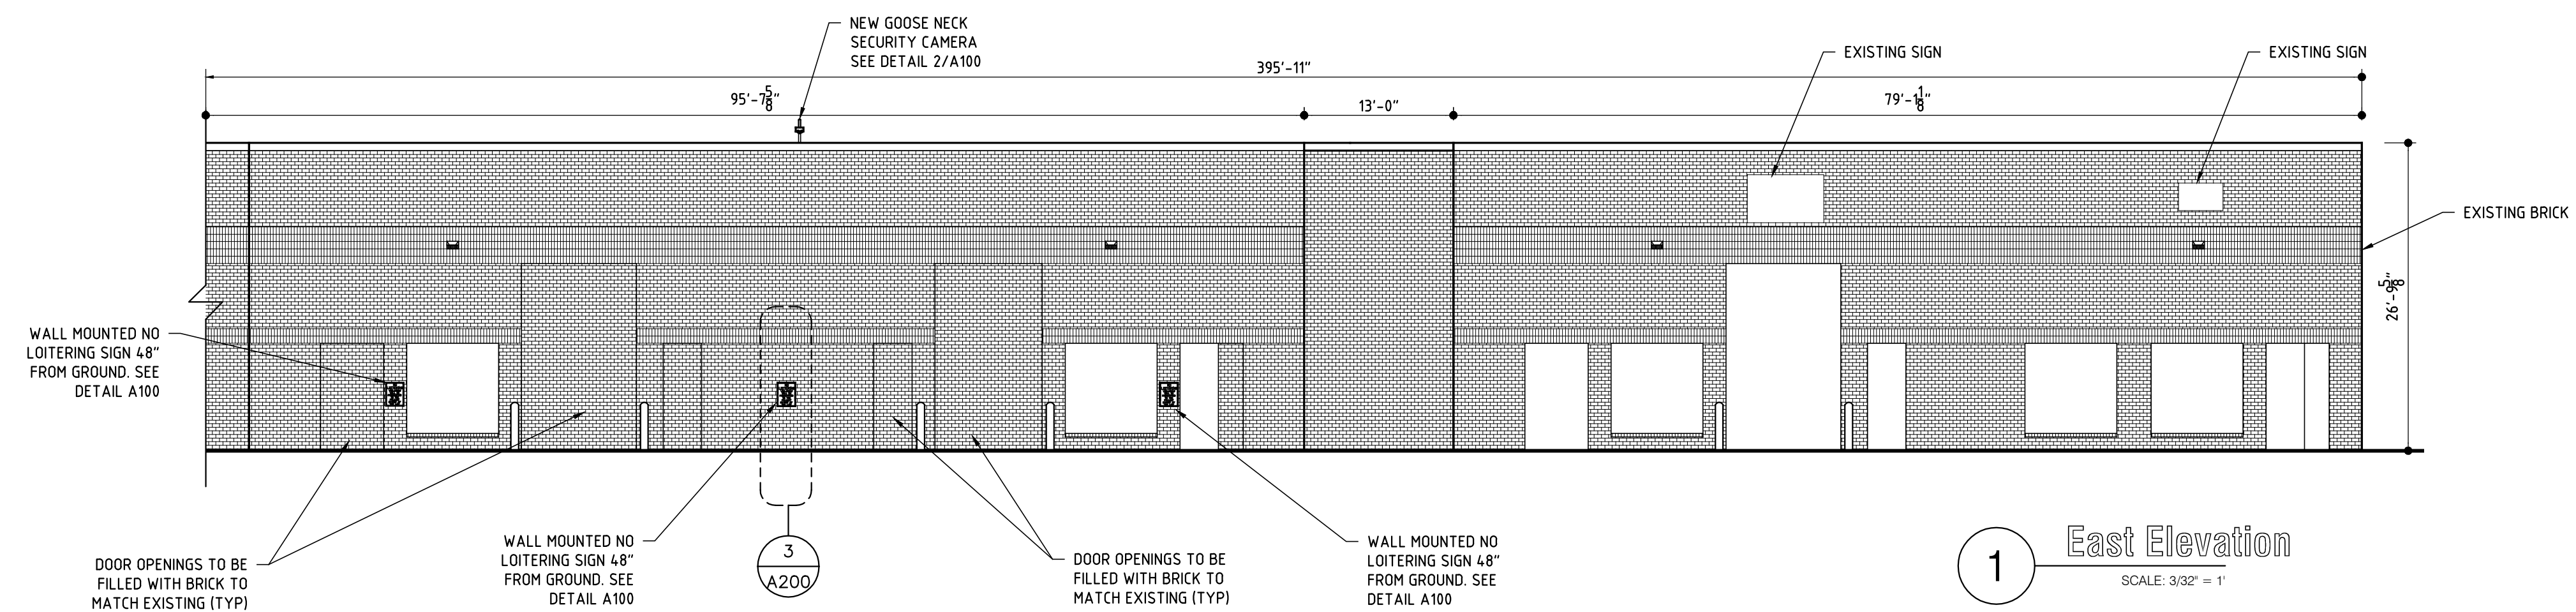 NEW GOOSE NECK
SECURITY CAMERA
SEE DETAIL 2/A100
EXISTING SIGN
EXISTING SIGN
395'-11"
95'-7 5/8"
13'-0"
79'-1 1/8"
EXISTING BRICK
26'-9 5/8"
WALL MOUNTED NO
LOITERING SIGN 48"
FROM GROUND. SEE
DETAIL A100
DOOR OPENINGS TO BE
FILLED WITH BRICK TO
MATCH EXISTING (TYP)
WALL MOUNTED NO
LOITERING SIGN 48"
FROM GROUND. SEE
DETAIL A100
3
A200
DOOR OPENINGS TO BE
FILLED WITH BRICK TO
MATCH EXISTING (TYP)
WALL MOUNTED NO
LOITERING SIGN 48"
FROM GROUND. SEE
DETAIL A100
1
East Elevation
SCALE: 3/32" = 1'